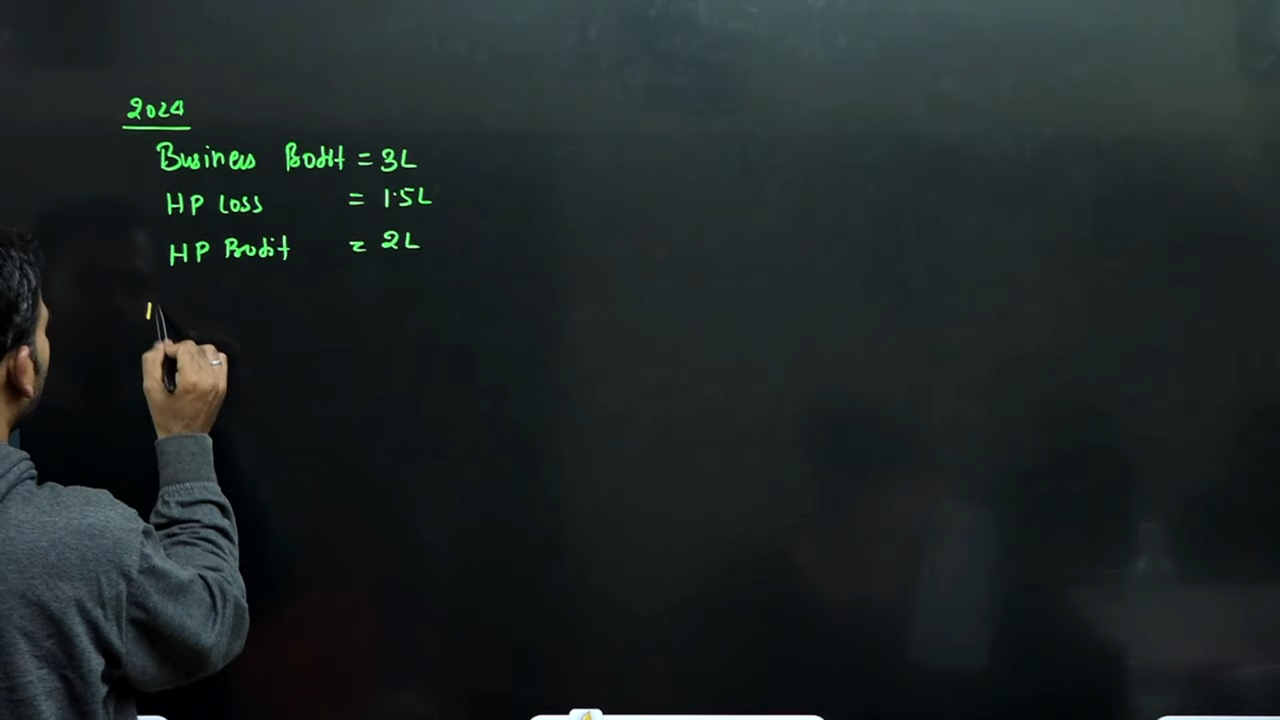 2024
Business Profit = 3L
HP Loss = 1.5L
HP Profit = 2L